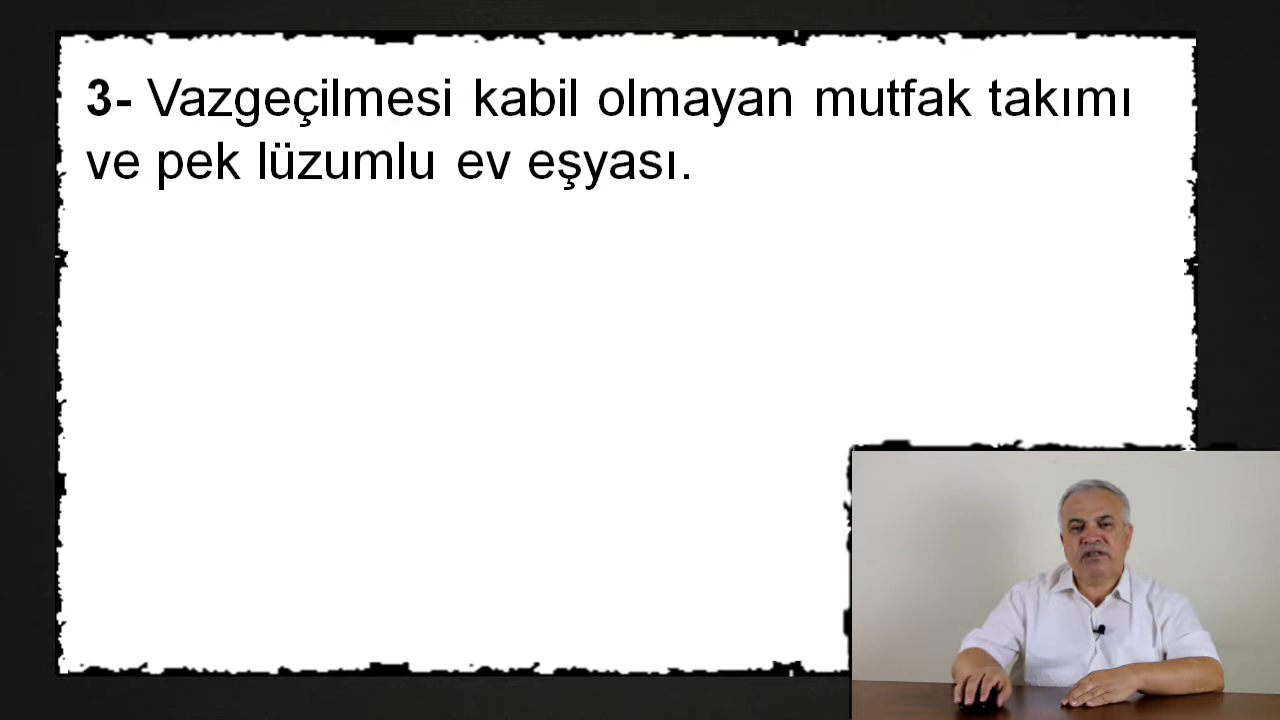 3- Vazgeçilmesi kabil olmayan mutfak takımı
ve pek lüzumlu ev eşyası.